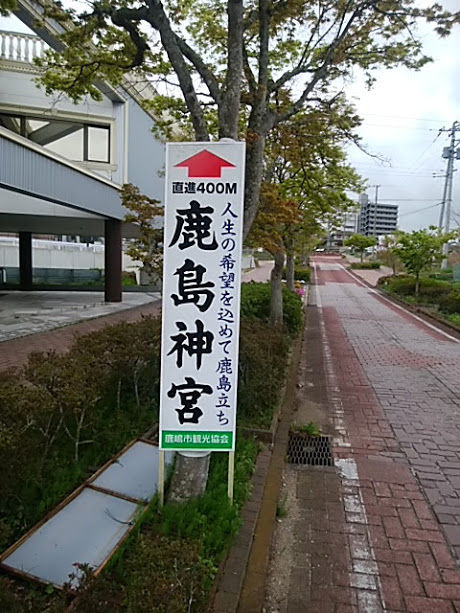 直進400M
人生の希望を込めて鹿島立ち
鹿島神宮
鹿嶋市観光協会